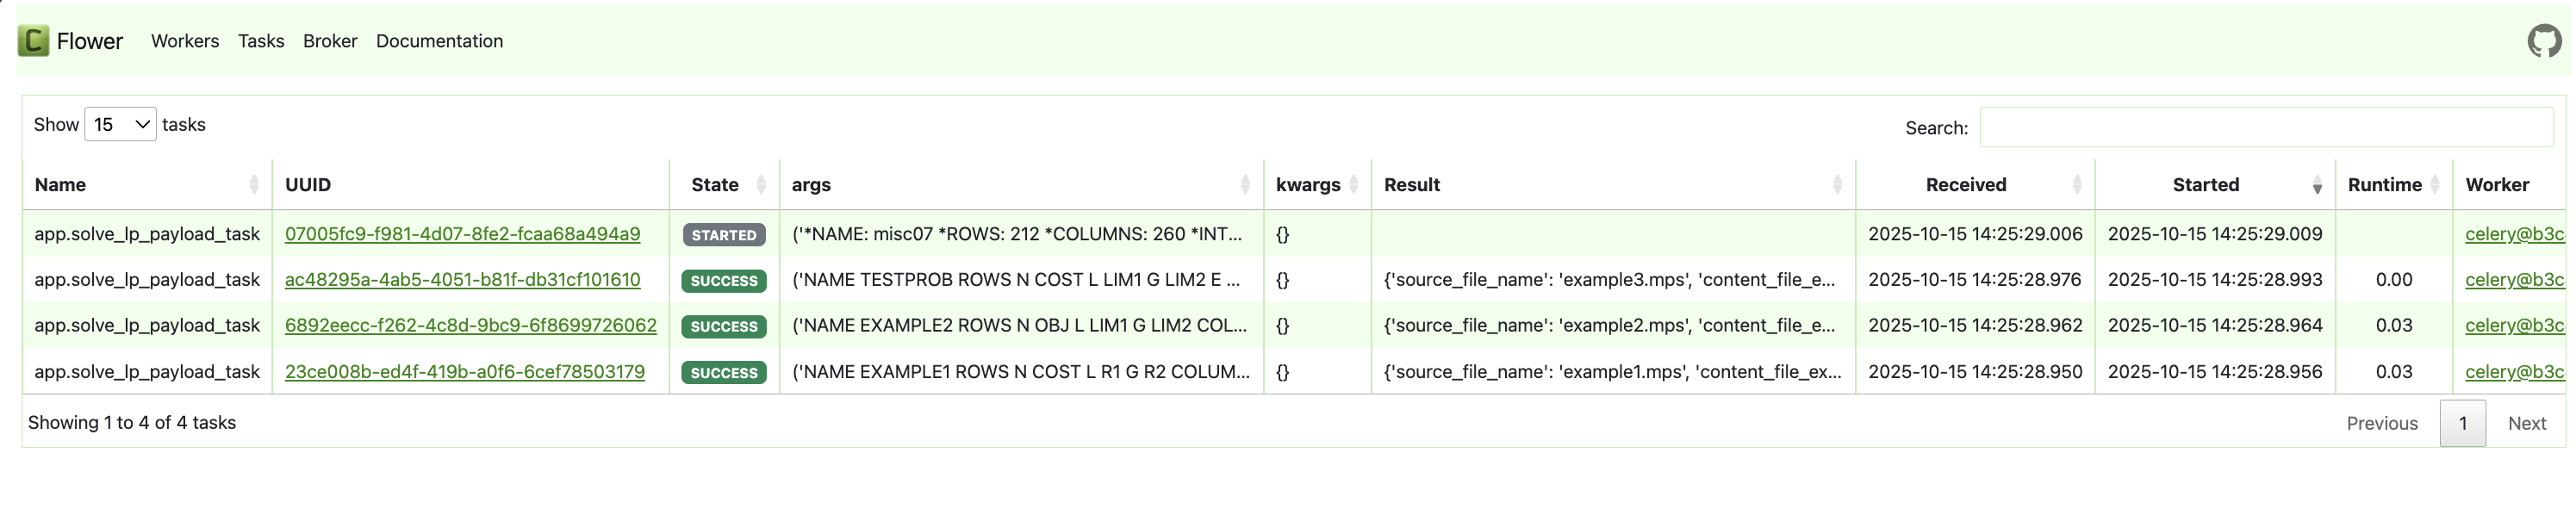 C Flower Workers Tasks Broker Documentation
Show 15 tasks Search:
Name UUID State args kwargs Result Received Started Runtime Worker
app.solve_lp_payload_task 07005fc9-f981-4d07-8fe2-fcaa68a494a9 STARTED ('*NAME: misc07 *ROWS: 212 *COLUMNS: 260 *INT... {} 2025-10-15 14:25:29.006 2025-10-15 14:25:29.009 celery@b3c
app.solve_lp_payload_task ac48295a-4ab5-4051-b81f-db31cf101610 SUCCESS ('NAME TESTPROB ROWS N COST L LIM1 G LIM2 E ... {} {'source_file_name': 'example3.mps', 'content_file_e... 2025-10-15 14:25:28.976 2025-10-15 14:25:28.993 0.00 celery@b3c
app.solve_lp_payload_task 6892eecc-f262-4c8d-9bc9-6f8699726062 SUCCESS ('NAME EXAMPLE2 ROWS N OBJ L LIM1 G LIM2 COL... {} {'source_file_name': 'example2.mps', 'content_file_e... 2025-10-15 14:25:28.962 2025-10-15 14:25:28.964 0.03 celery@b3c
app.solve_lp_payload_task 23ce008b-ed4f-419b-a0f6-6cef78503179 SUCCESS ('NAME EXAMPLE1 ROWS N COST L R1 G R2 COLUM... {} {'source_file_name': 'example1.mps', 'content_file_ex... 2025-10-15 14:25:28.950 2025-10-15 14:25:28.956 0.03 celery@b3c
Showing 1 to 4 of 4 tasks Previous 1 Next